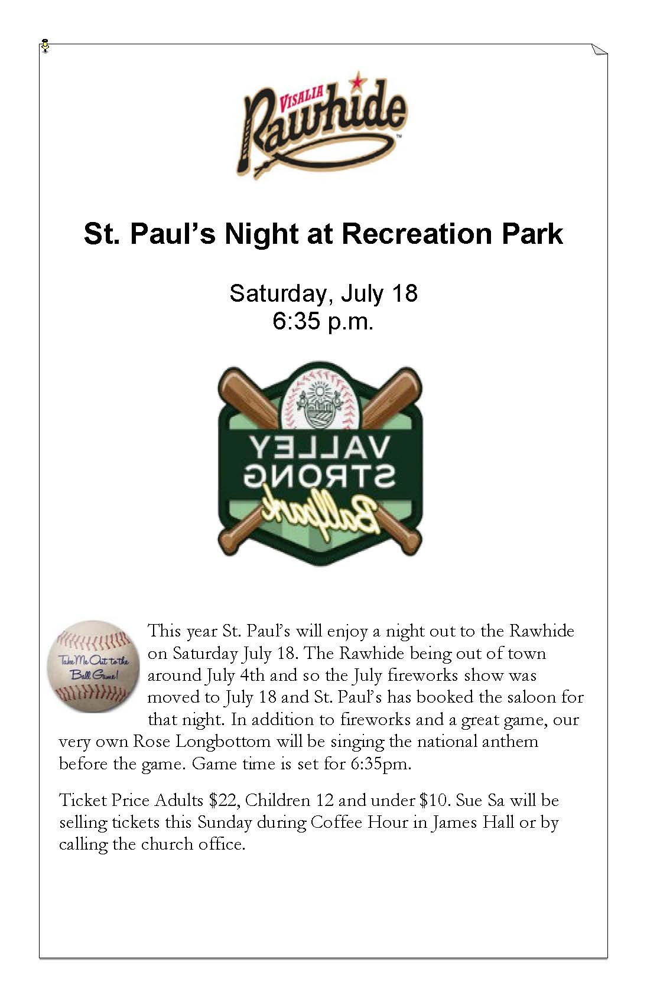 VISALIA
Rawhide
TM
St. Paul’s Night at Recreation Park
Saturday, July 18
6:35 p.m.
VALLEY
STRONG
Ballpark
Take Me Out to the
Ball Game!
This year St. Paul’s will enjoy a night out to the Rawhide
on Saturday July 18. The Rawhide being out of town
around July 4th and so the July fireworks show was
moved to July 18 and St. Paul’s has booked the saloon for
that night. In addition to fireworks and a great game, our
very own Rose Longbottom will be singing the national anthem
before the game. Game time is set for 6:35pm.
Ticket Price Adults $22, Children 12 and under $10. Sue Sa will be
selling tickets this Sunday during Coffee Hour in James Hall or by
calling the church office.